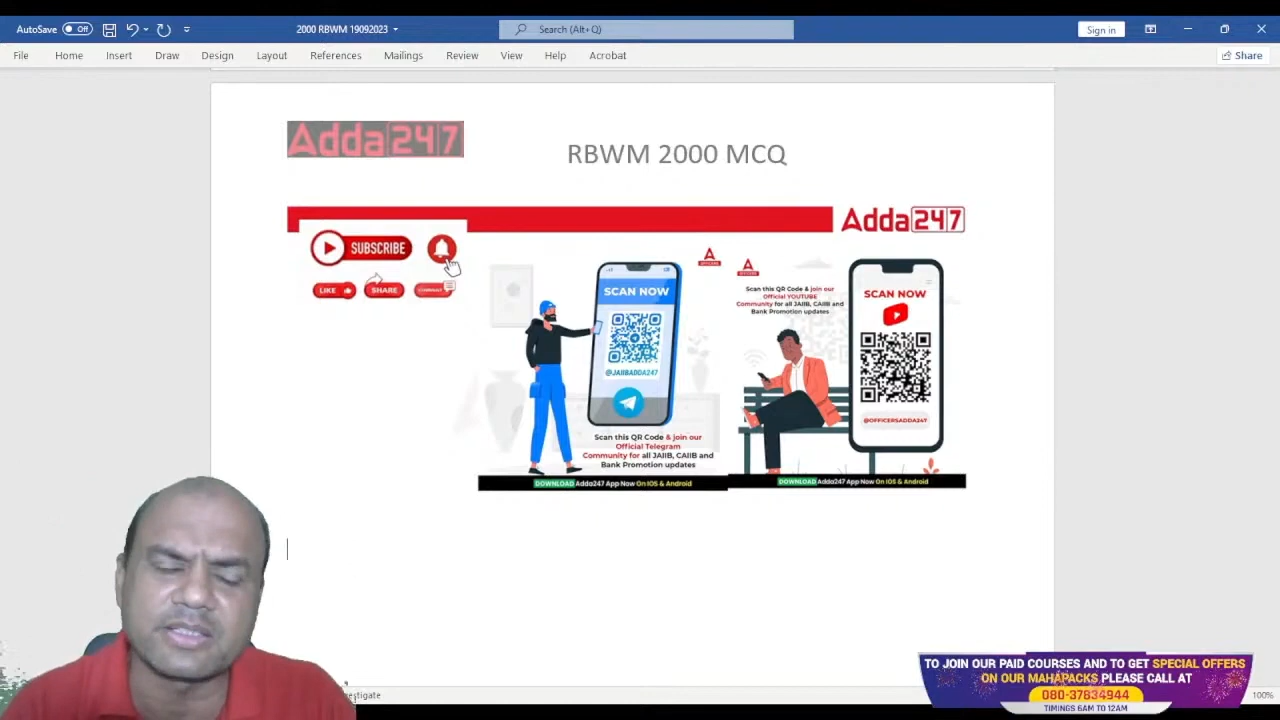 AutoSave Off 2000 RBWM 19092023 Search (Alt+Q) Sign in
File Home Insert Draw Design Layout References Mailings Review View Help Acrobat Share
Adda247
RBWM 2000 MCQ
Adda247
SUBSCRIBE
LIKE SHARE
SCAN NOW
@JAIIBADDA247
Scan this QR Code & join our
Official Telegram
Community for all JAIIB, CAIIB and
Bank Promotion updates
DOWNLOAD Adda247 App Now On IOS & Android
Scan this QR Code & join our
Official YOUTUBE
Community for all JAIIB, CAIIB and
Bank Promotion updates
SCAN NOW
@OFFICERSADDA247
DOWNLOAD Adda247 App Now On IOS & Android
TO JOIN OUR PAID COURSES AND TO GET SPECIAL OFFERS
ON OUR MAHAPACKS PLEASE CALL AT
080-37834944
TIMINGS 6AM TO 12AM
100%